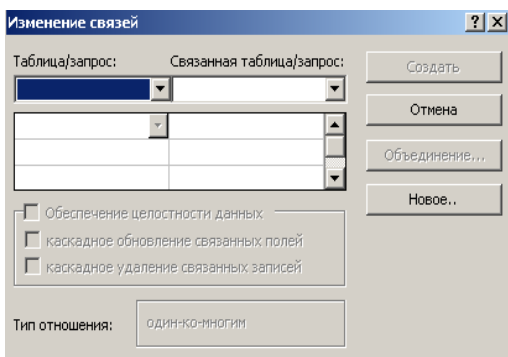 Изменение связей
Таблица/запрос: Связанная таблица/запрос:
Создать
Отмена
Объединение...
Новое..
Обеспечение целостности данных
каскадное обновление связанных полей
каскадное удаление связанных записей
Тип отношения: один-ко-многим